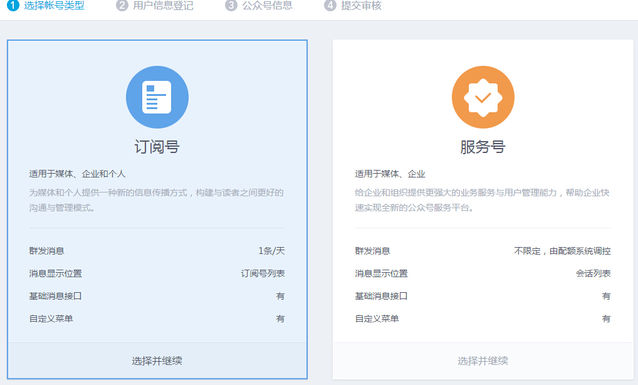 1 选择帐号类型 2 用户信息登记 3 公众号信息 4 提交审核
订阅号
适用于媒体、企业和个人
为媒体和个人提供一种新的信息传播方式，构建与读者之间更好的
沟通与管理模式。
群发消息 1条/天
消息显示位置 订阅号列表
基础消息接口 有
自定义菜单 有
选择并继续
服务号
适用于媒体、企业
给企业和组织提供更强大的业务服务与用户管理能力，帮助企业快
速实现全新的公众号服务平台。
群发消息 不限定，由配额系统调控
消息显示位置 会话列表
基础消息接口 有
自定义菜单 有
选择并继续